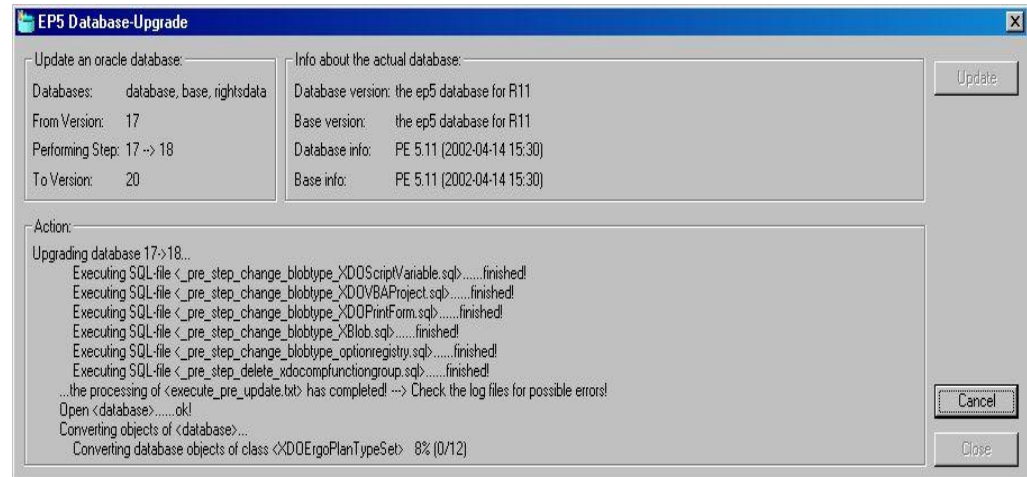 EP5 Database-Upgrade
Update an oracle database:
Databases: database, base, rightsdata
From Version: 17
Performing Step: 17 --> 18
To Version: 20
Info about the actual database:
Database version: the ep5 database for R11
Base version: the ep5 database for R11
Database info: PE 5.11 (2002-04-14 15:30)
Base info: PE 5.11 (2002-04-14 15:30)
Update
Action:
Upgrading database 17->18...
Executing SQL-file <_pre_step_change_blobtype_XDOScriptVariable.sql>......finished!
Executing SQL-file <_pre_step_change_blobtype_XDOVBAProject.sql>......finished!
Executing SQL-file <_pre_step_change_blobtype_XDOPrintForm.sql>......finished!
Executing SQL-file <_pre_step_change_blobtype_XBlob.sql>......finished!
Executing SQL-file <_pre_step_change_blobtype_optionregistry.sql>......finished!
Executing SQL-file <_pre_step_delete_xdocompfunctiongroup.sql>......finished!
...the processing of <execute_pre_update.txt> has completed! ---> Check the log files for possible errors!
Open <database>......ok!
Converting objects of <database>...
Converting database objects of class <XDOErgoPlanTypeSet> 8% (0/12)
Cancel
Close